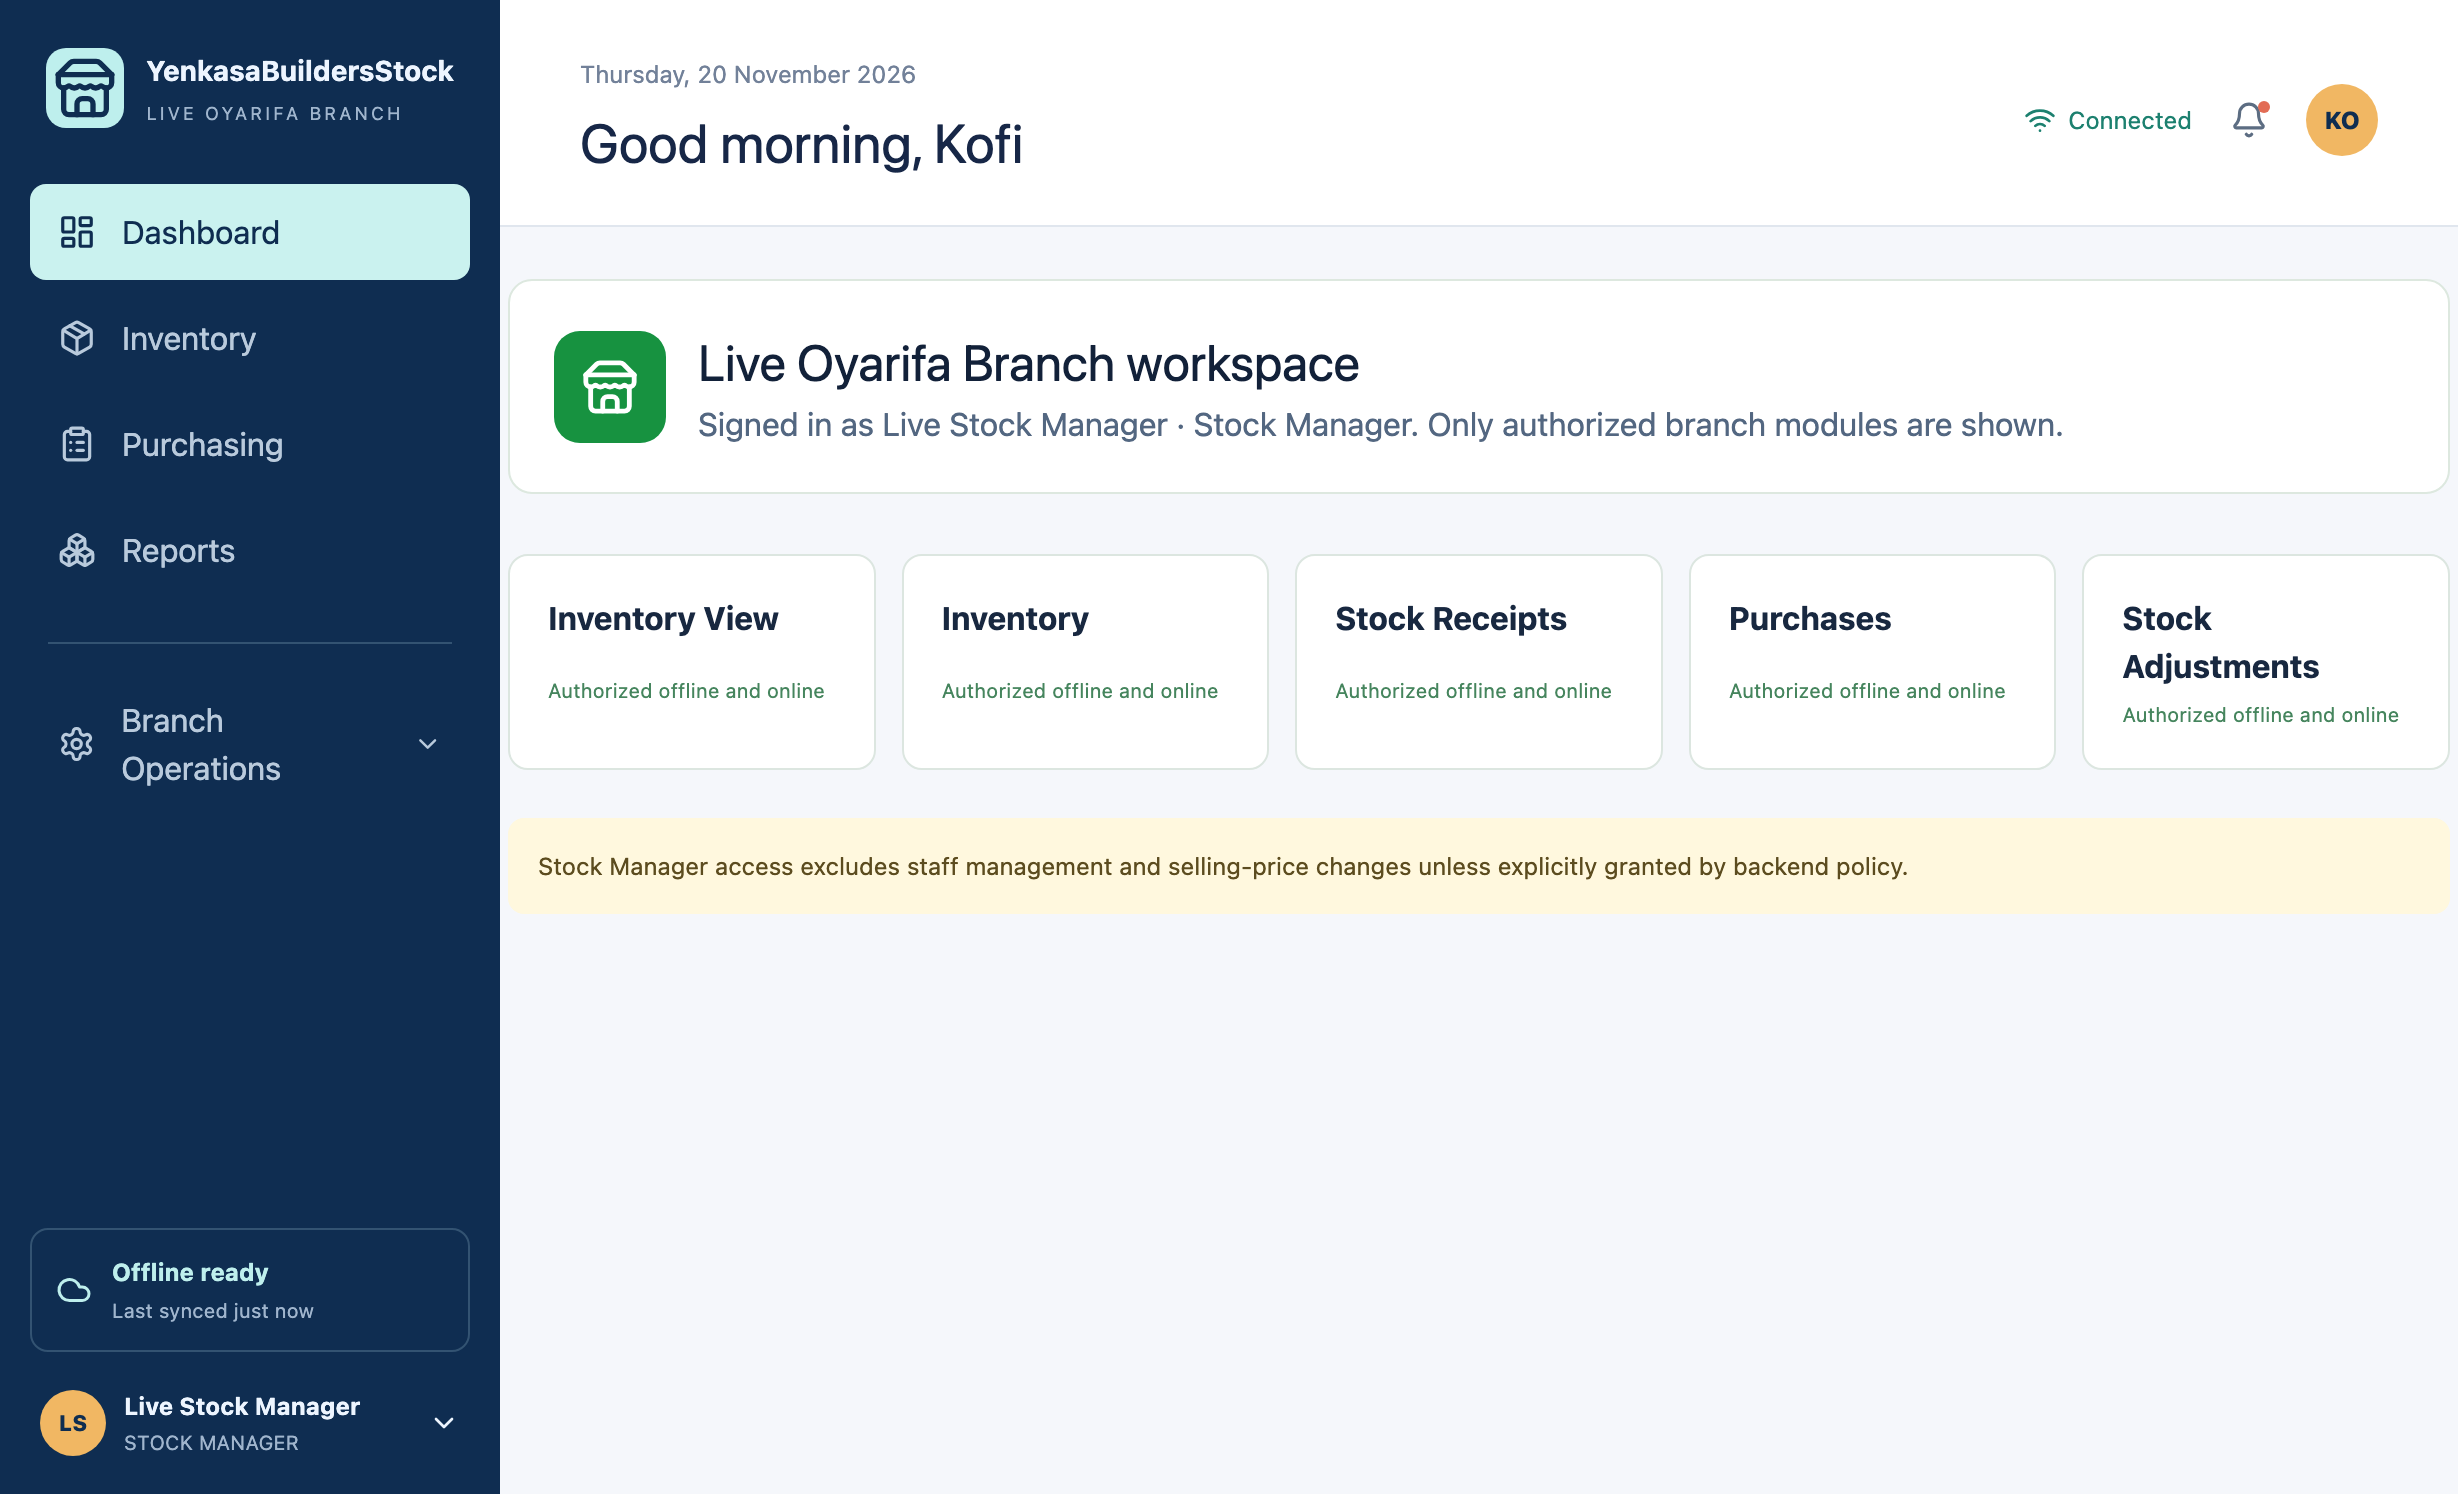 YenkasaBuildersStock
LIVE OYARIFA BRANCH
Dashboard
Inventory
Purchasing
Reports
Branch
Operations
Offline ready
Last synced just now
LS
Live Stock Manager
STOCK MANAGER
Thursday, 20 November 2026
Good morning, Kofi
Connected
KO
Live Oyarifa Branch workspace
Signed in as Live Stock Manager · Stock Manager. Only authorized branch modules are shown.
Inventory View
Authorized offline and online
Inventory
Authorized offline and online
Stock Receipts
Authorized offline and online
Purchases
Authorized offline and online
Stock
Adjustments
Authorized offline and online
Stock Manager access excludes staff management and selling-price changes unless explicitly granted by backend policy.